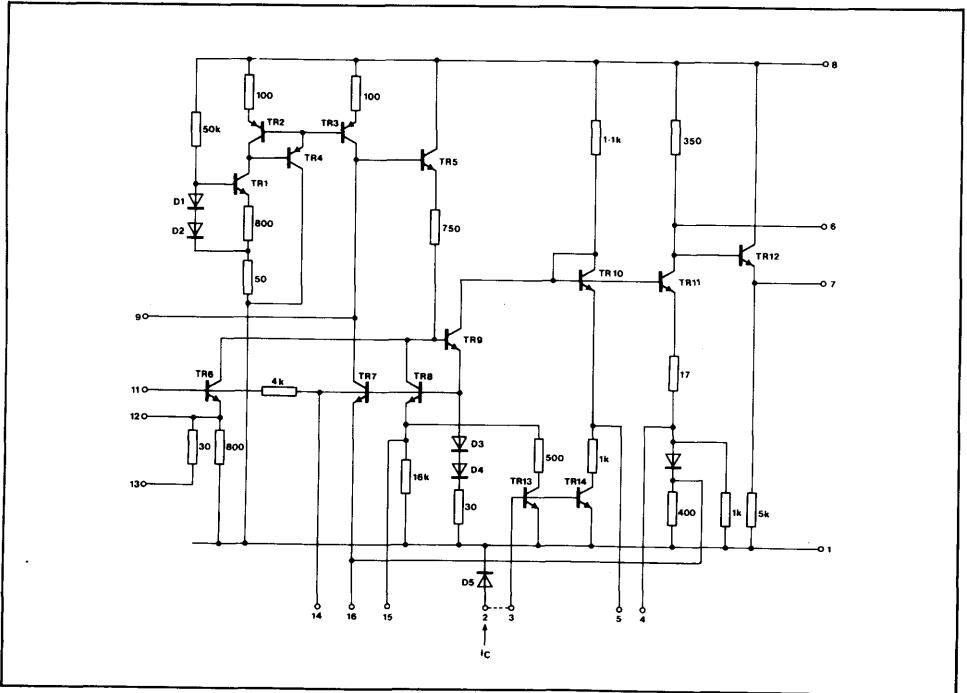 8
100
100
TR2
TR3
50k
1·1k
350
TR4
TR5
TR1
D1
D2
800
750
6
50
TR10
TR11
TR12
7
9
TR9
TR6
4k
TR7
TR8
17
11
12
30
800
D3
500
1k
13
16k
D4
TR13
TR14
400
1k
5k
30
1
D5
14
16
15
2
3
5
4
IC